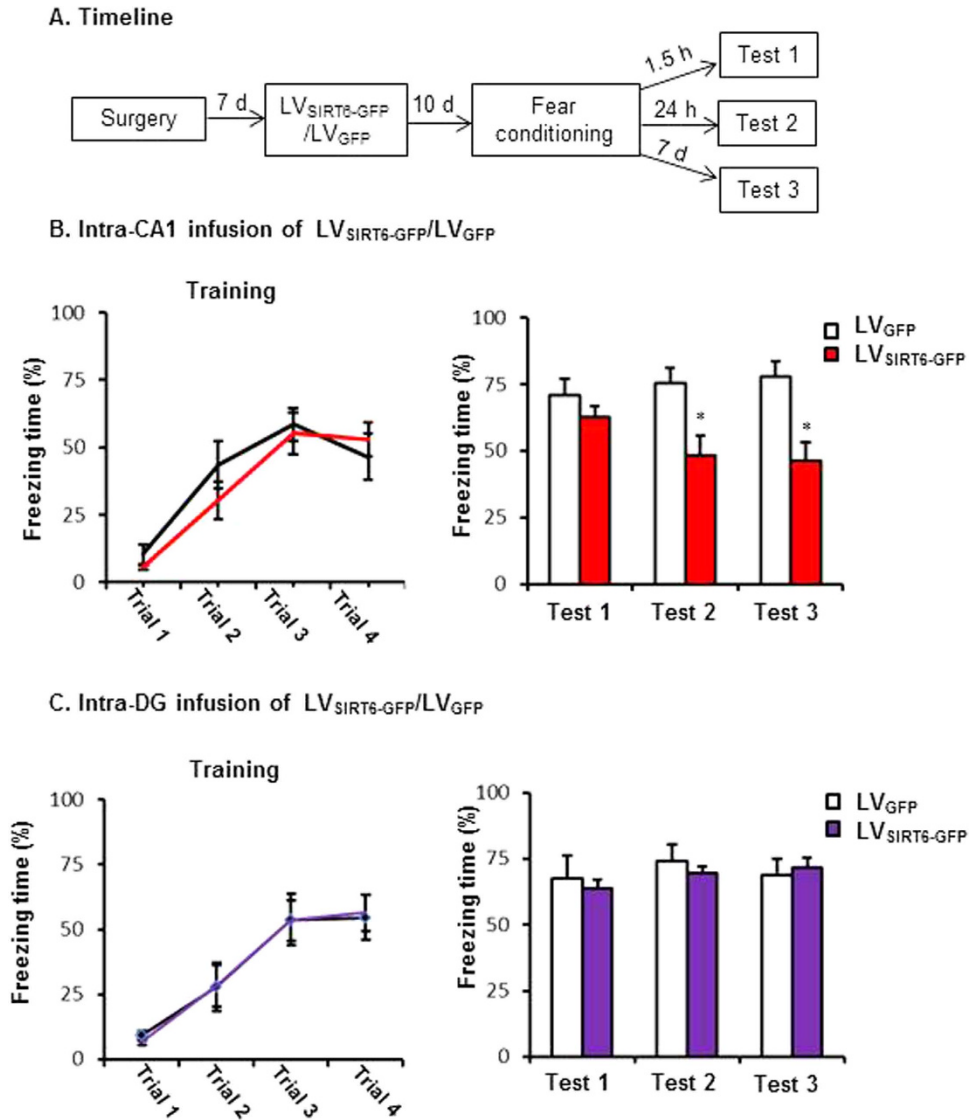 A. Timeline
Surgery
7 d
LVSIRT6-GFP
/LVGFP
10 d
Fear
conditioning
1.5 h
24 h
7 d
Test 1
Test 2
Test 3
B. Intra-CA1 infusion of LVSIRT6-GFP/LVGFP
Training
Freezing time (%)
100
75
50
25
0
Trial 1
Trial 2
Trial 3
Trial 4
Freezing time (%)
100
75
50
75
0
LVGFP
LVSIRT6-GFP
*
*
Test 1
Test 2
Test 3
C. Intra-DG infusion of LVSIRT6-GFP/LVGFP
Training
Freezing time (%)
100
75
50
25
0
Trial 1
Trial 2
Trial 3
Trial 4
Freezing time (%)
100
75
50
75
0
LVGFP
LVSIRT6-GFP
Test 1
Test 2
Test 3